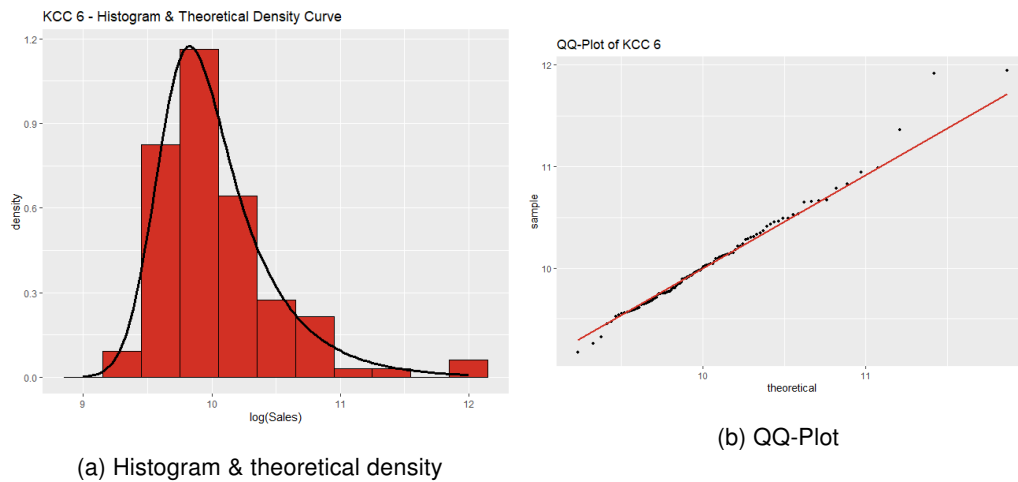 KCC 6 - Histogram & Theoretical Density Curve
density
1.2
0.9
0.6
0.3
0.0
9
10
11
12
log(Sales)
(a) Histogram & theoretical density
QQ-Plot of KCC 6
sample
12
11
10
10
11
theoretical
(b) QQ-Plot